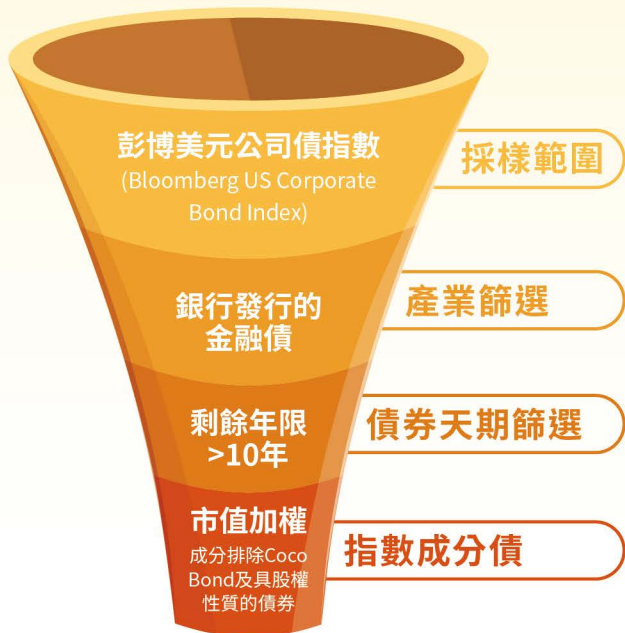 彭博美元公司債指數
(Bloomberg US Corporate
Bond Index)
採樣範圍
銀行發行的
金融債
產業篩選
剩餘年限
>10年
債券天期篩選
市值加權
成分排除Coco
Bond及具股權
性質的債券
指數成分債